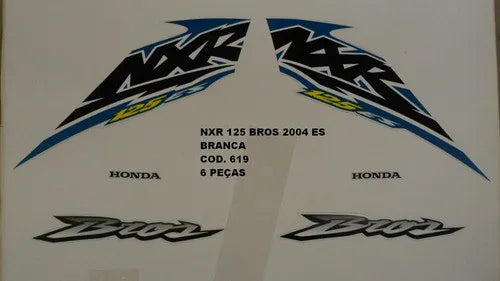 NXR NXR
125 ES 125 ES
NXR 125 BROS 2004 ES
BRANCA
COD. 619
6 PEÇAS
HONDA HONDA
Bros Bros